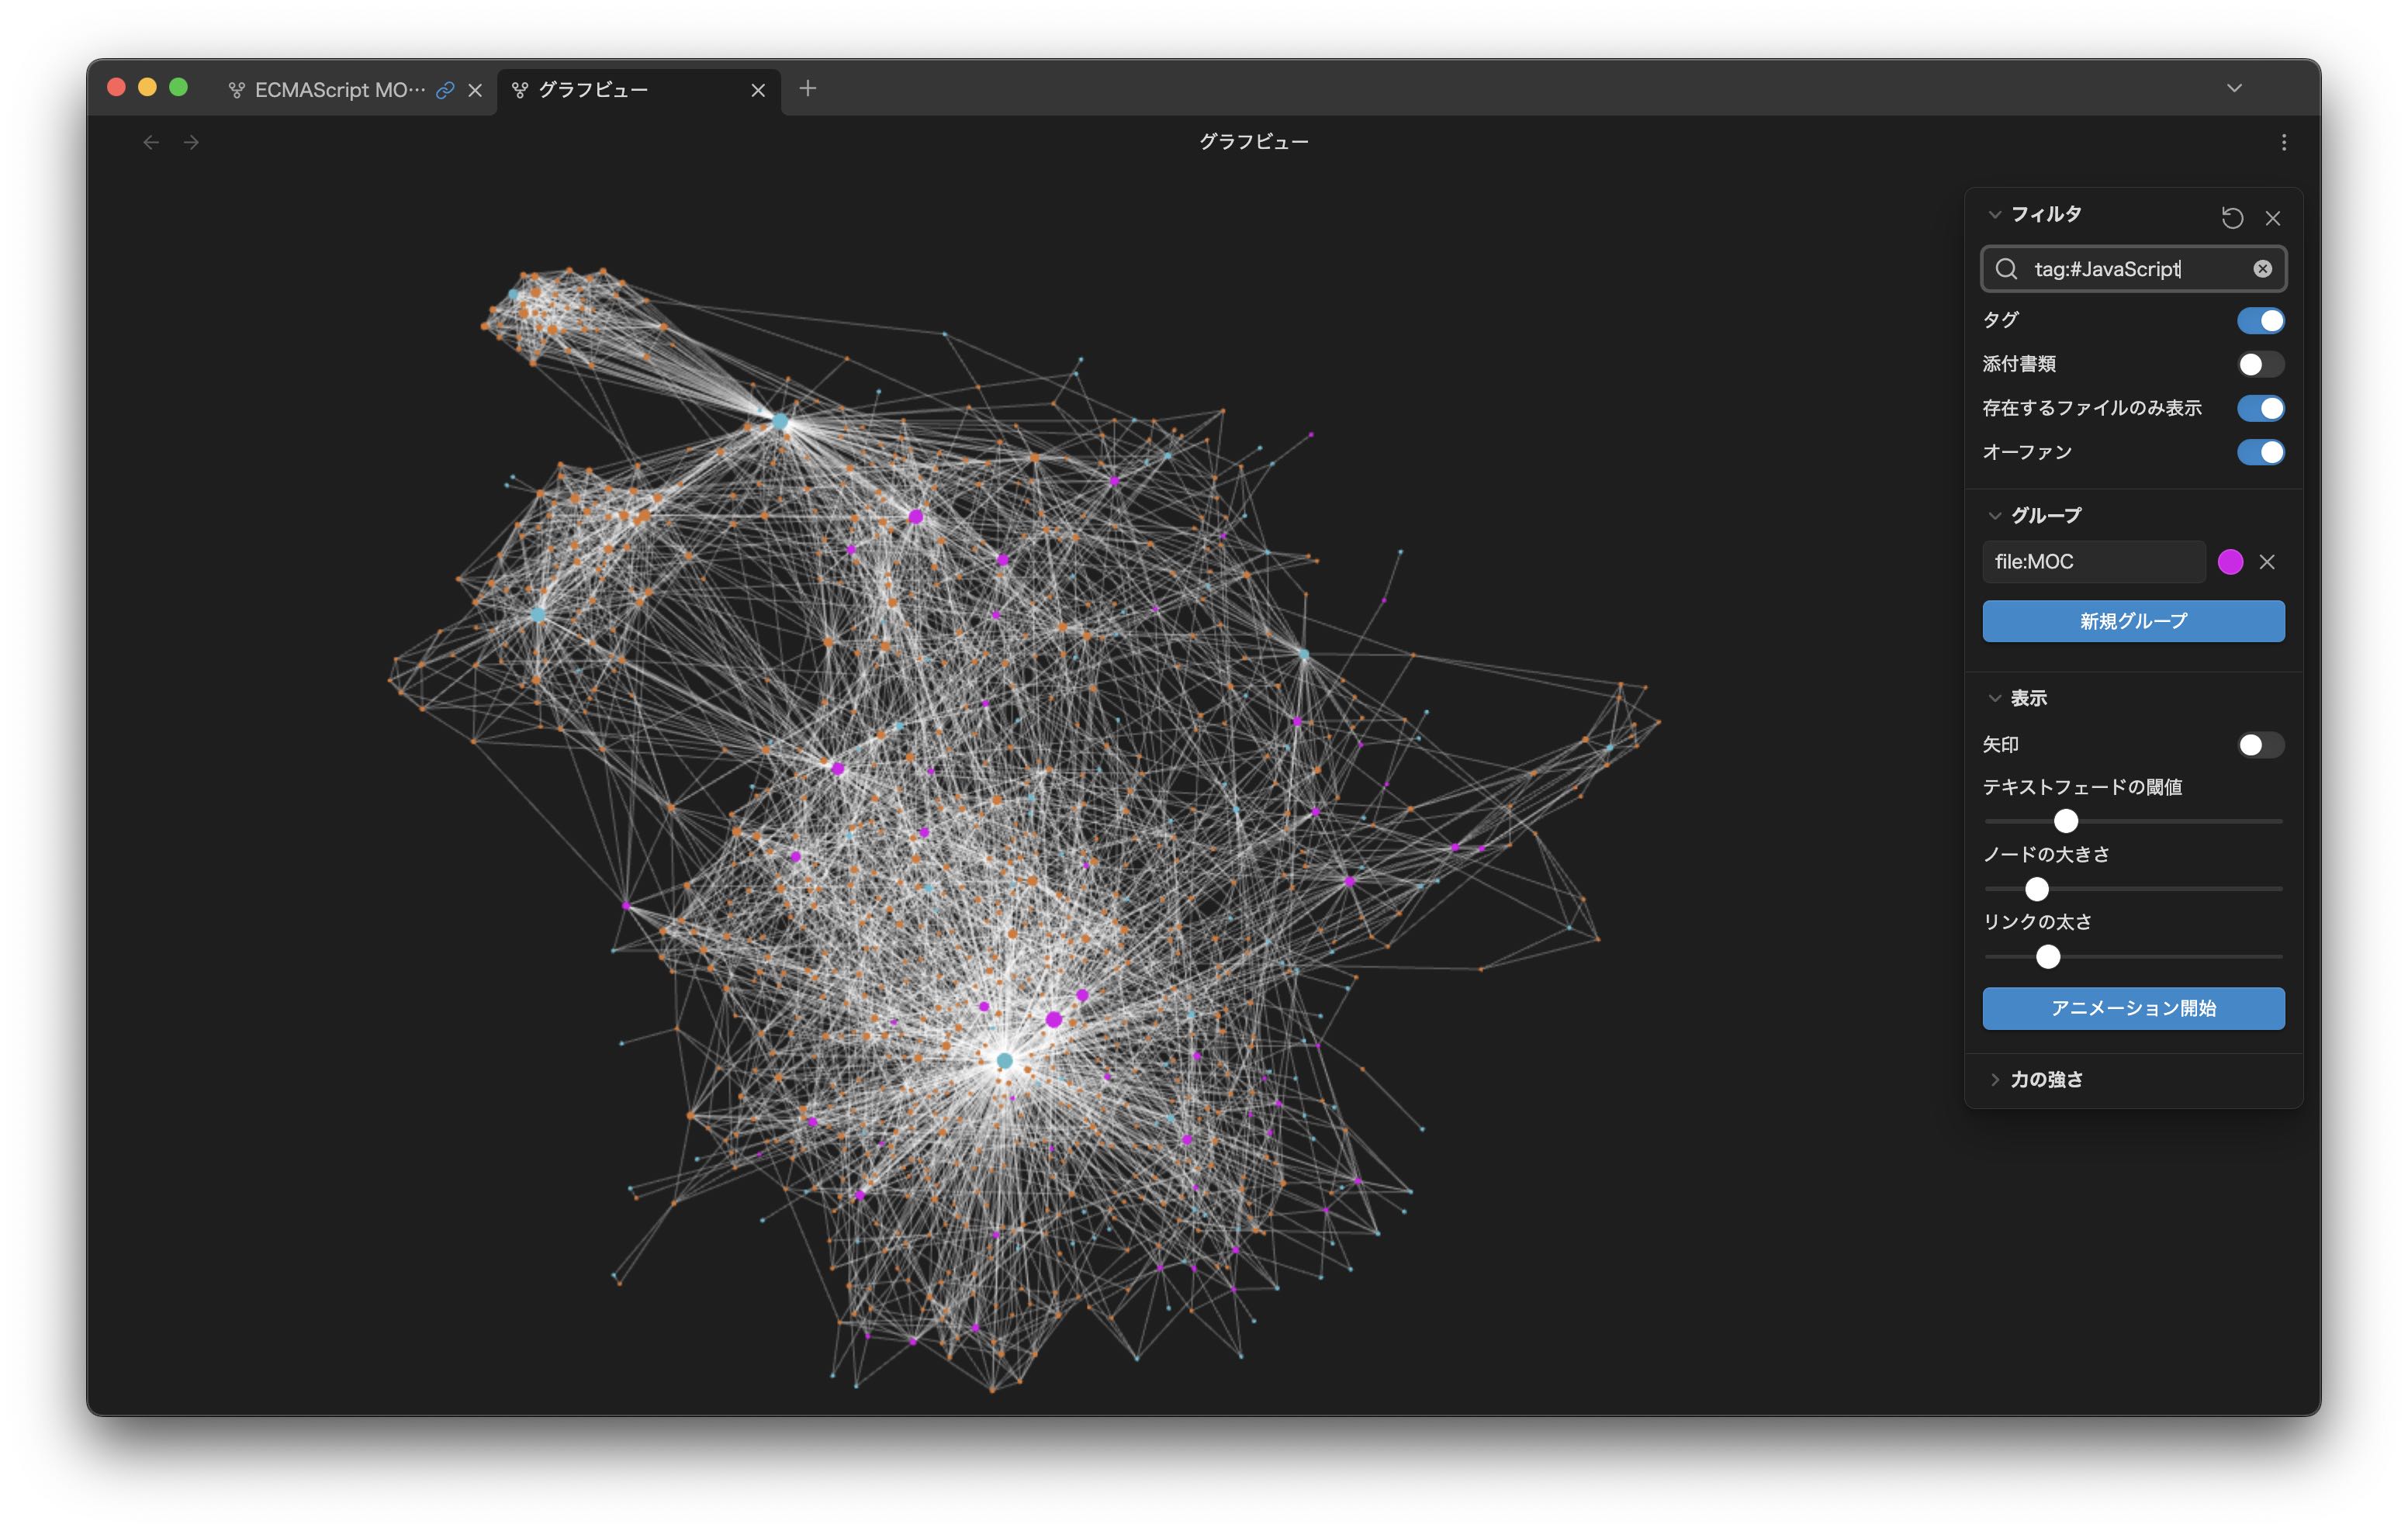 ECMAScript MO…
グラフビュー
グラフビュー
フィルタ
tag:#JavaScript
タグ
添付書類
存在するファイルのみ表示
オーファン
グループ
file:MOC
新規グループ
表示
矢印
テキストフェードの閾値
ノードの大きさ
リンクの太さ
アニメーション開始
力の強さ